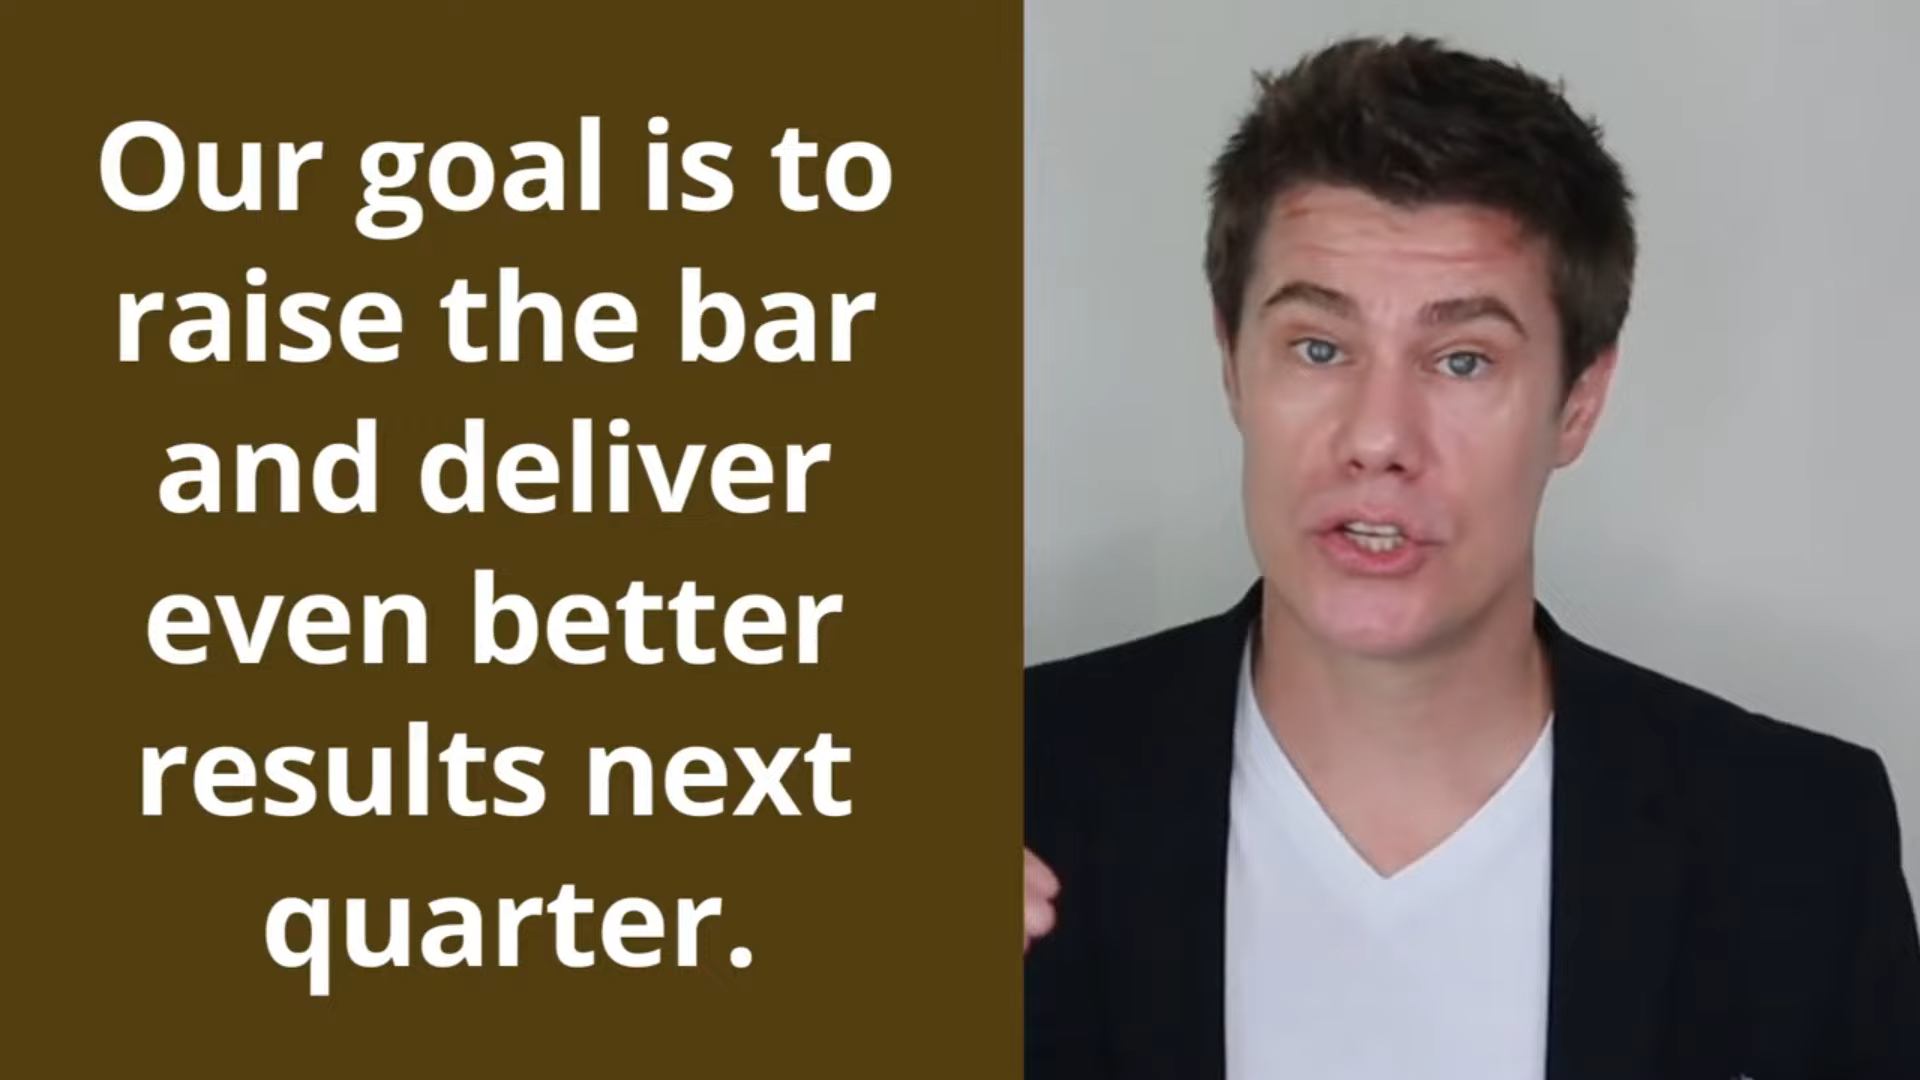 Our goal is to
raise the bar
and deliver
even better
results next
quarter.